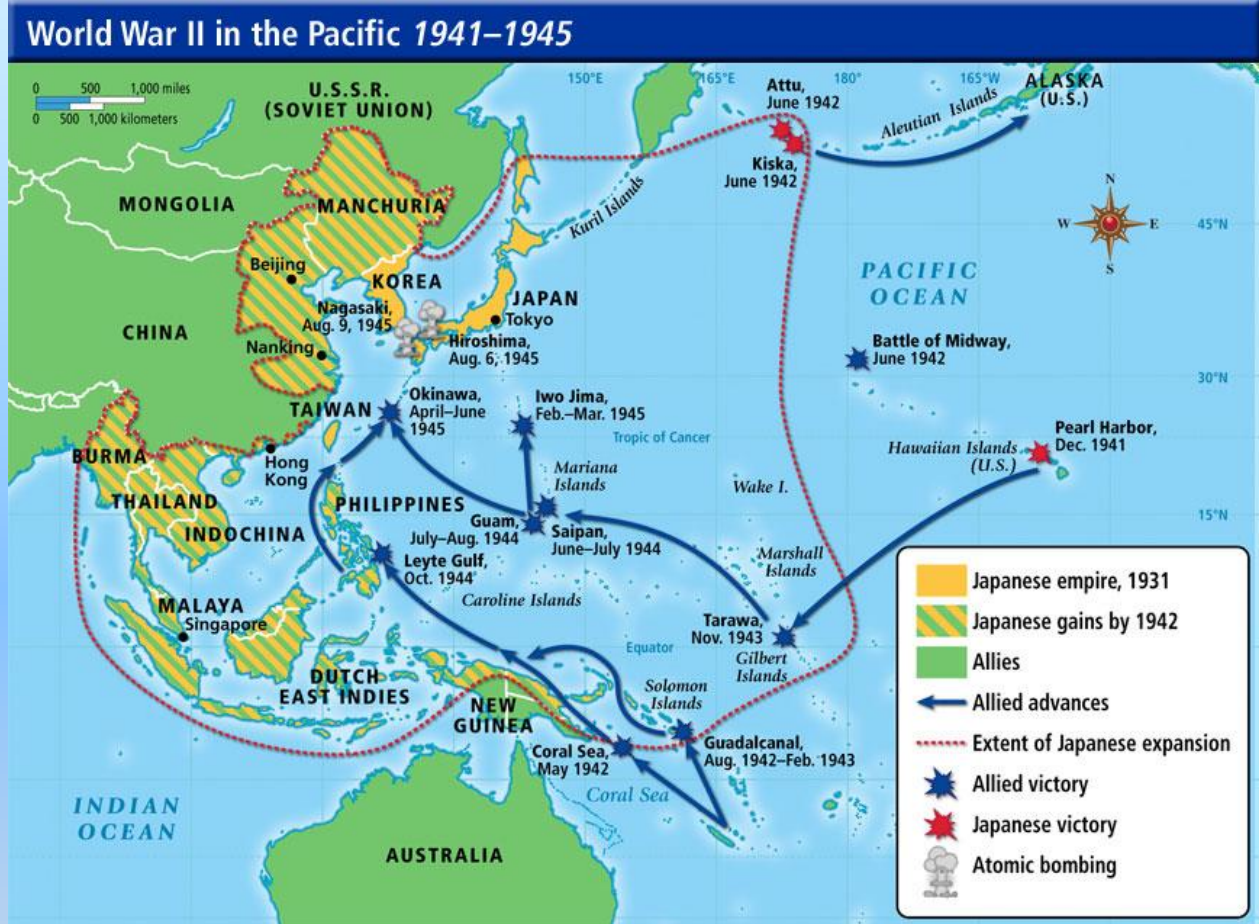 World War II in the Pacific 1941–1945
0 500 1,000 miles
0 500 1,000 kilometers
U.S.S.R.
(SOVIET UNION)
150°E
165°E
180°
165°W
ALASKA
(U.S.)
Attu,
June 1942
Aleutian Islands
Kiska,
June 1942
MONGOLIA
MANCHURIA
Kuril Islands
N
W
E
S
45°N
Beijing
KOREA
JAPAN
Tokyo
PACIFIC
OCEAN
Nagasaki,
Aug. 9, 1945
CHINA
Nanking
Hiroshima,
Aug. 6, 1945
Battle of Midway,
June 1942
30°N
TAIWAN
Okinawa,
April–June
1945
Iwo Jima,
Feb.–Mar. 1945
Tropic of Cancer
Pearl Harbor,
Dec. 1941
Hawaiian Islands
(U.S.)
BURMA
Hong
Kong
Mariana
Islands
Wake I.
THAILAND
PHILIPPINES
INDOCHINA
Guam,
July–Aug. 1944
Saipan,
June–July 1944
15°N
Leyte Gulf,
Oct. 1944
Marshall
Islands
Caroline Islands
MALAYA
Singapore
Tarawa,
Nov. 1943
Equator
Gilbert
Islands
DUTCH
EAST INDIES
Solomon
Islands
NEW
GUINEA
Coral Sea,
May 1942
Guadalcanal,
Aug. 1942–Feb. 1943
Coral Sea
INDIAN
OCEAN
AUSTRALIA
Japanese empire, 1931
Japanese gains by 1942
Allies
Allied advances
Extent of Japanese expansion
Allied victory
Japanese victory
Atomic bombing